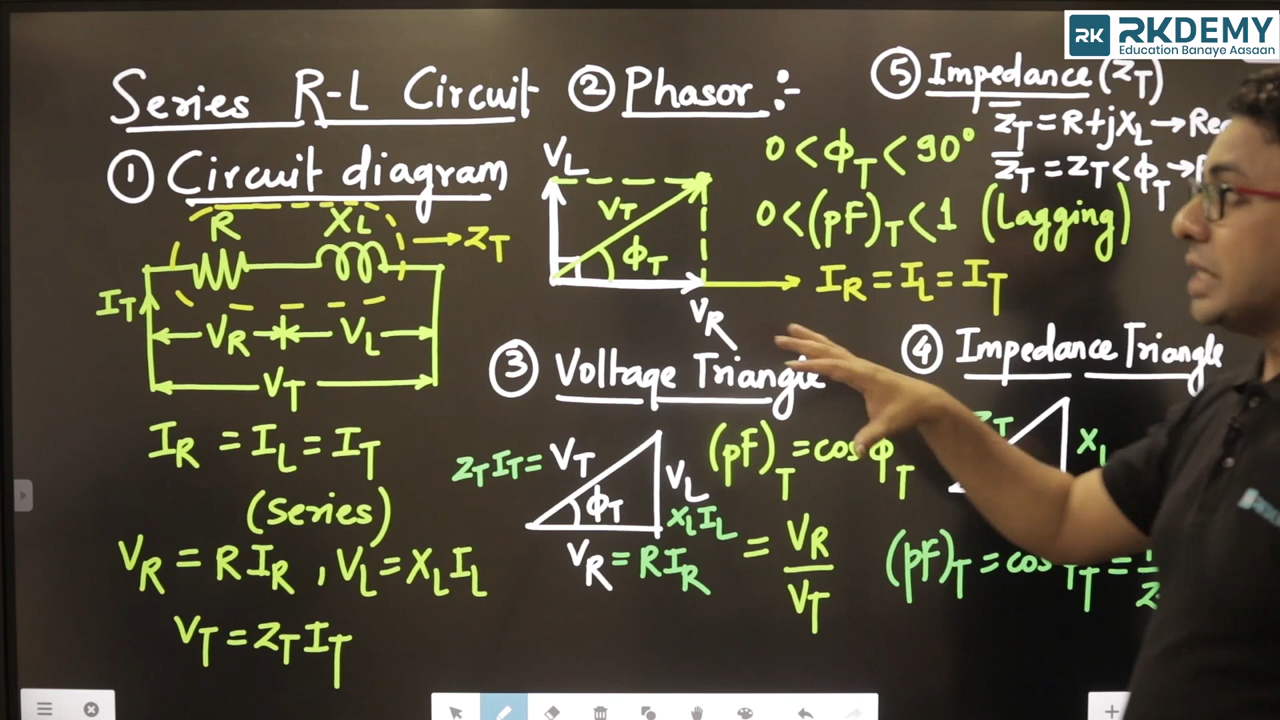 RK RKDEMY
Education Banaye Aasaan
Series R-L Circuit
① Circuit diagram
R XL
→ ZT
IT
VR VL
VT
IR = IL = IT
(Series)
VR = RIR , VL = XLIL
VT = ZTIT
② Phasor :-
VL
VT
ϕT
VR
0 < ϕT < 90°
0 < (pF)T < 1 (Lagging)
IR = IL = IT
③ Voltage Triangle
ZTIT = VT
ϕT
VL
XLIL
VR = RIR
(pF)T = cos ϕT
= VR / VT
④ Impedance Triangle
(pF)T = cos
⑤ Impedance (ZT)
ZT = R + jXL →
ZT = ZT < ϕT →